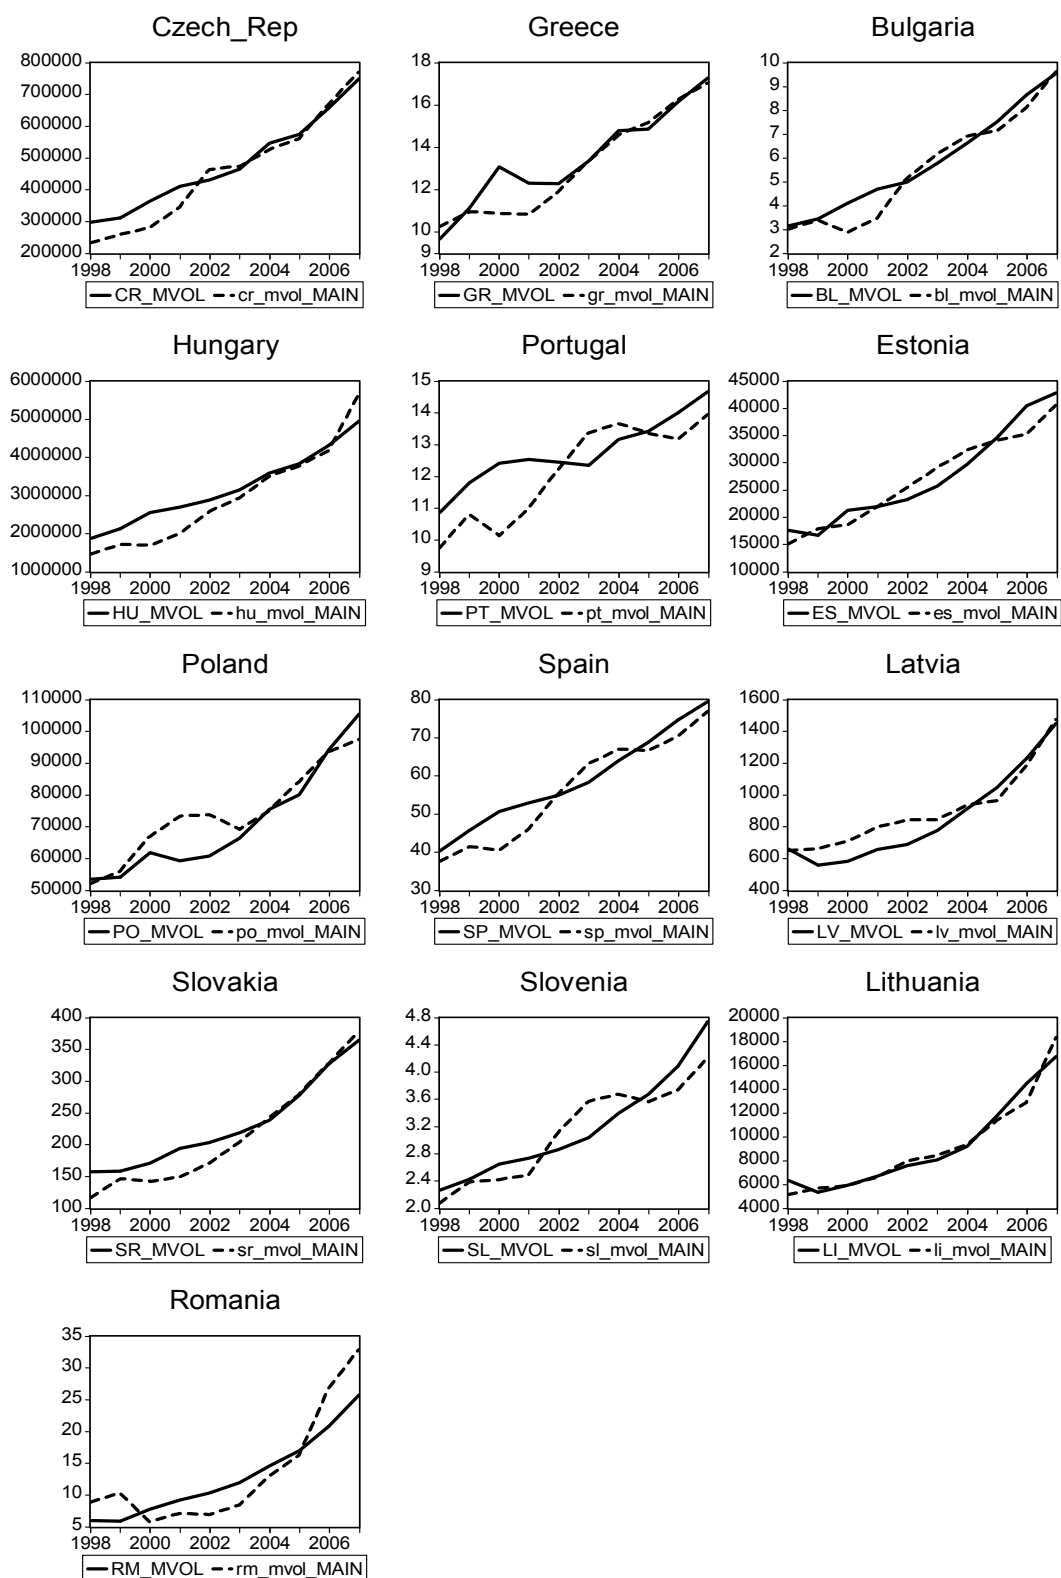 Czech_Rep
800000
700000
600000
500000
400000
300000
200000
1998 2000 2002 2004 2006
CR_MVOL cr_mvol_MAIN
Greece
18
16
14
12
10
9
1998 2000 2002 2004 2006
GR_MVOL gr_mvol_MAIN
Bulgaria
10
9
8
7
6
5
4
3
2
1998 2000 2002 2004 2006
BL_MVOL bl_mvol_MAIN
Hungary
6000000
5000000
4000000
3000000
2000000
1000000
1998 2000 2002 2004 2006
HU_MVOL hu_mvol_MAIN
Portugal
15
14
13
12
11
10
9
1998 2000 2002 2004 2006
PT_MVOL pt_mvol_MAIN
Estonia
45000
40000
35000
30000
25000
20000
15000
10000
1998 2000 2002 2004 2006
ES_MVOL es_mvol_MAIN
Poland
110000
100000
90000
80000
70000
60000
50000
1998 2000 2002 2004 2006
PO_MVOL po_mvol_MAIN
Spain
80
70
60
50
40
30
1998 2000 2002 2004 2006
SP_MVOL sp_mvol_MAIN
Latvia
1600
1400
1200
1000
800
600
400
1998 2000 2002 2004 2006
LV_MVOL lv_mvol_MAIN
Slovakia
400
350
300
250
200
150
100
1998 2000 2002 2004 2006
SR_MVOL sr_mvol_MAIN
Slovenia
4.8
4.4
4.0
3.6
3.2
2.8
2.4
2.0
1998 2000 2002 2004 2006
SL_MVOL sl_mvol_MAIN
Lithuania
20000
18000
16000
14000
12000
10000
8000
6000
4000
1998 2000 2002 2004 2006
LI_MVOL li_mvol_MAIN
Romania
35
30
25
20
15
10
5
1998 2000 2002 2004 2006
RM_MVOL rm_mvol_MAIN